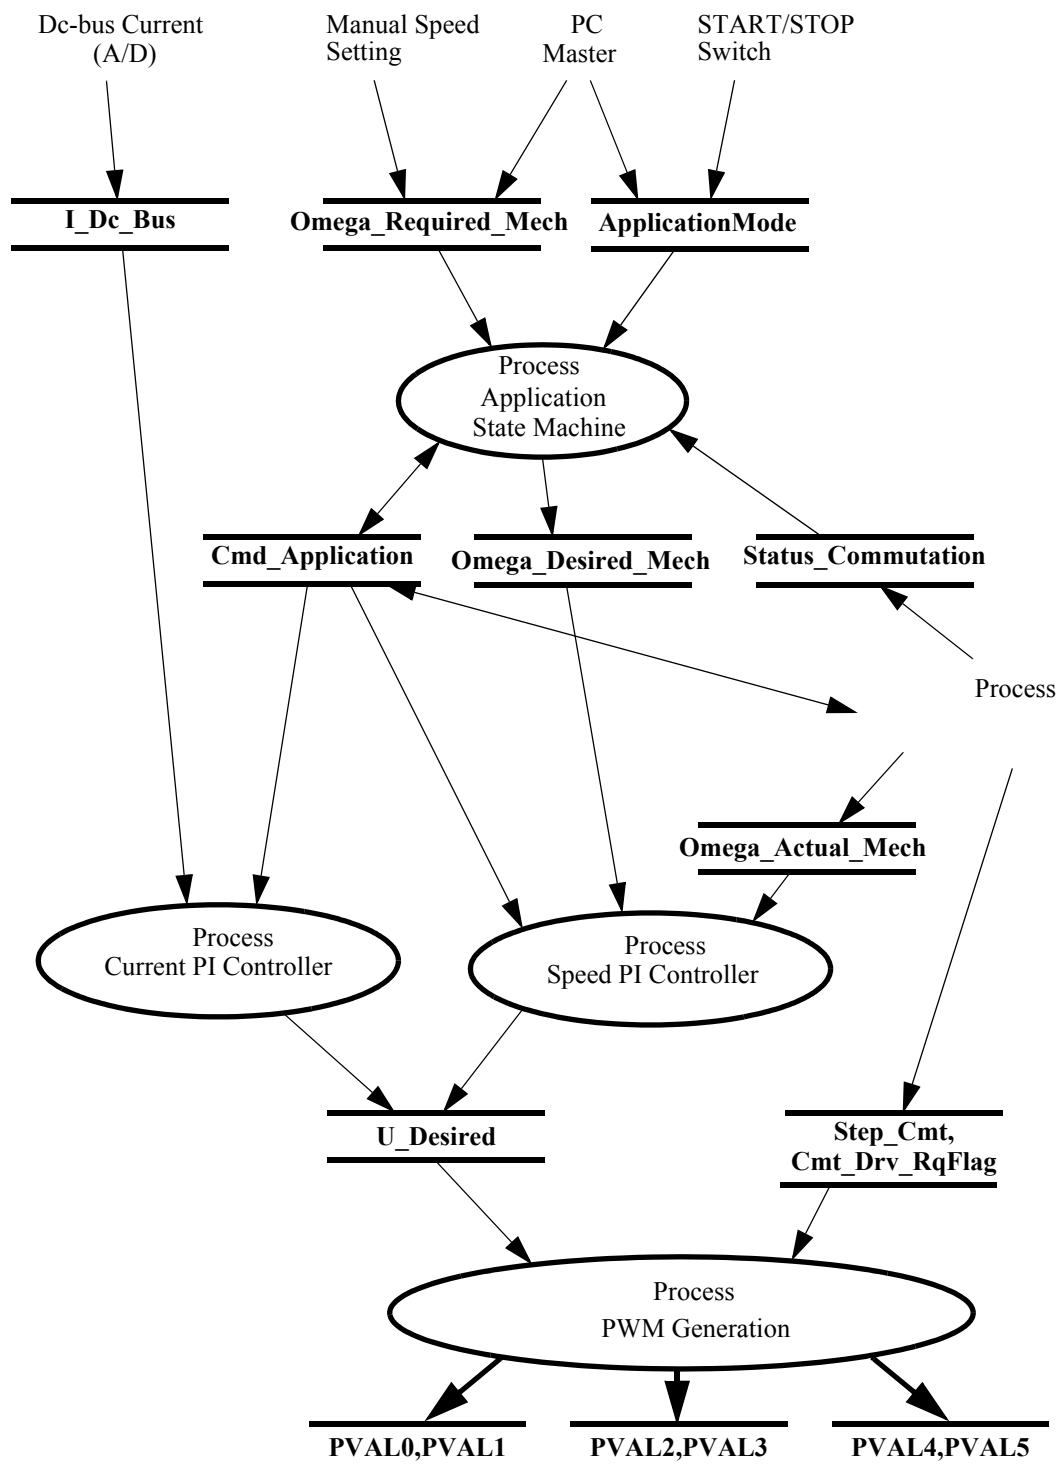 Dc-bus Current
(A/D)
Manual Speed
Setting
PC
Master
START/STOP
Switch
I_Dc_Bus
Omega_Required_Mech
ApplicationMode
Process
Application
State Machine
Cmd_Application
Omega_Desired_Mech
Status_Commutation
Process
Omega_Actual_Mech
Process
Current PI Controller
Process
Speed PI Controller
U_Desired
Step_Cmt,
Cmt_Drv_RqFlag
Process
PWM Generation
PVAL0,PVAL1
PVAL2,PVAL3
PVAL4,PVAL5